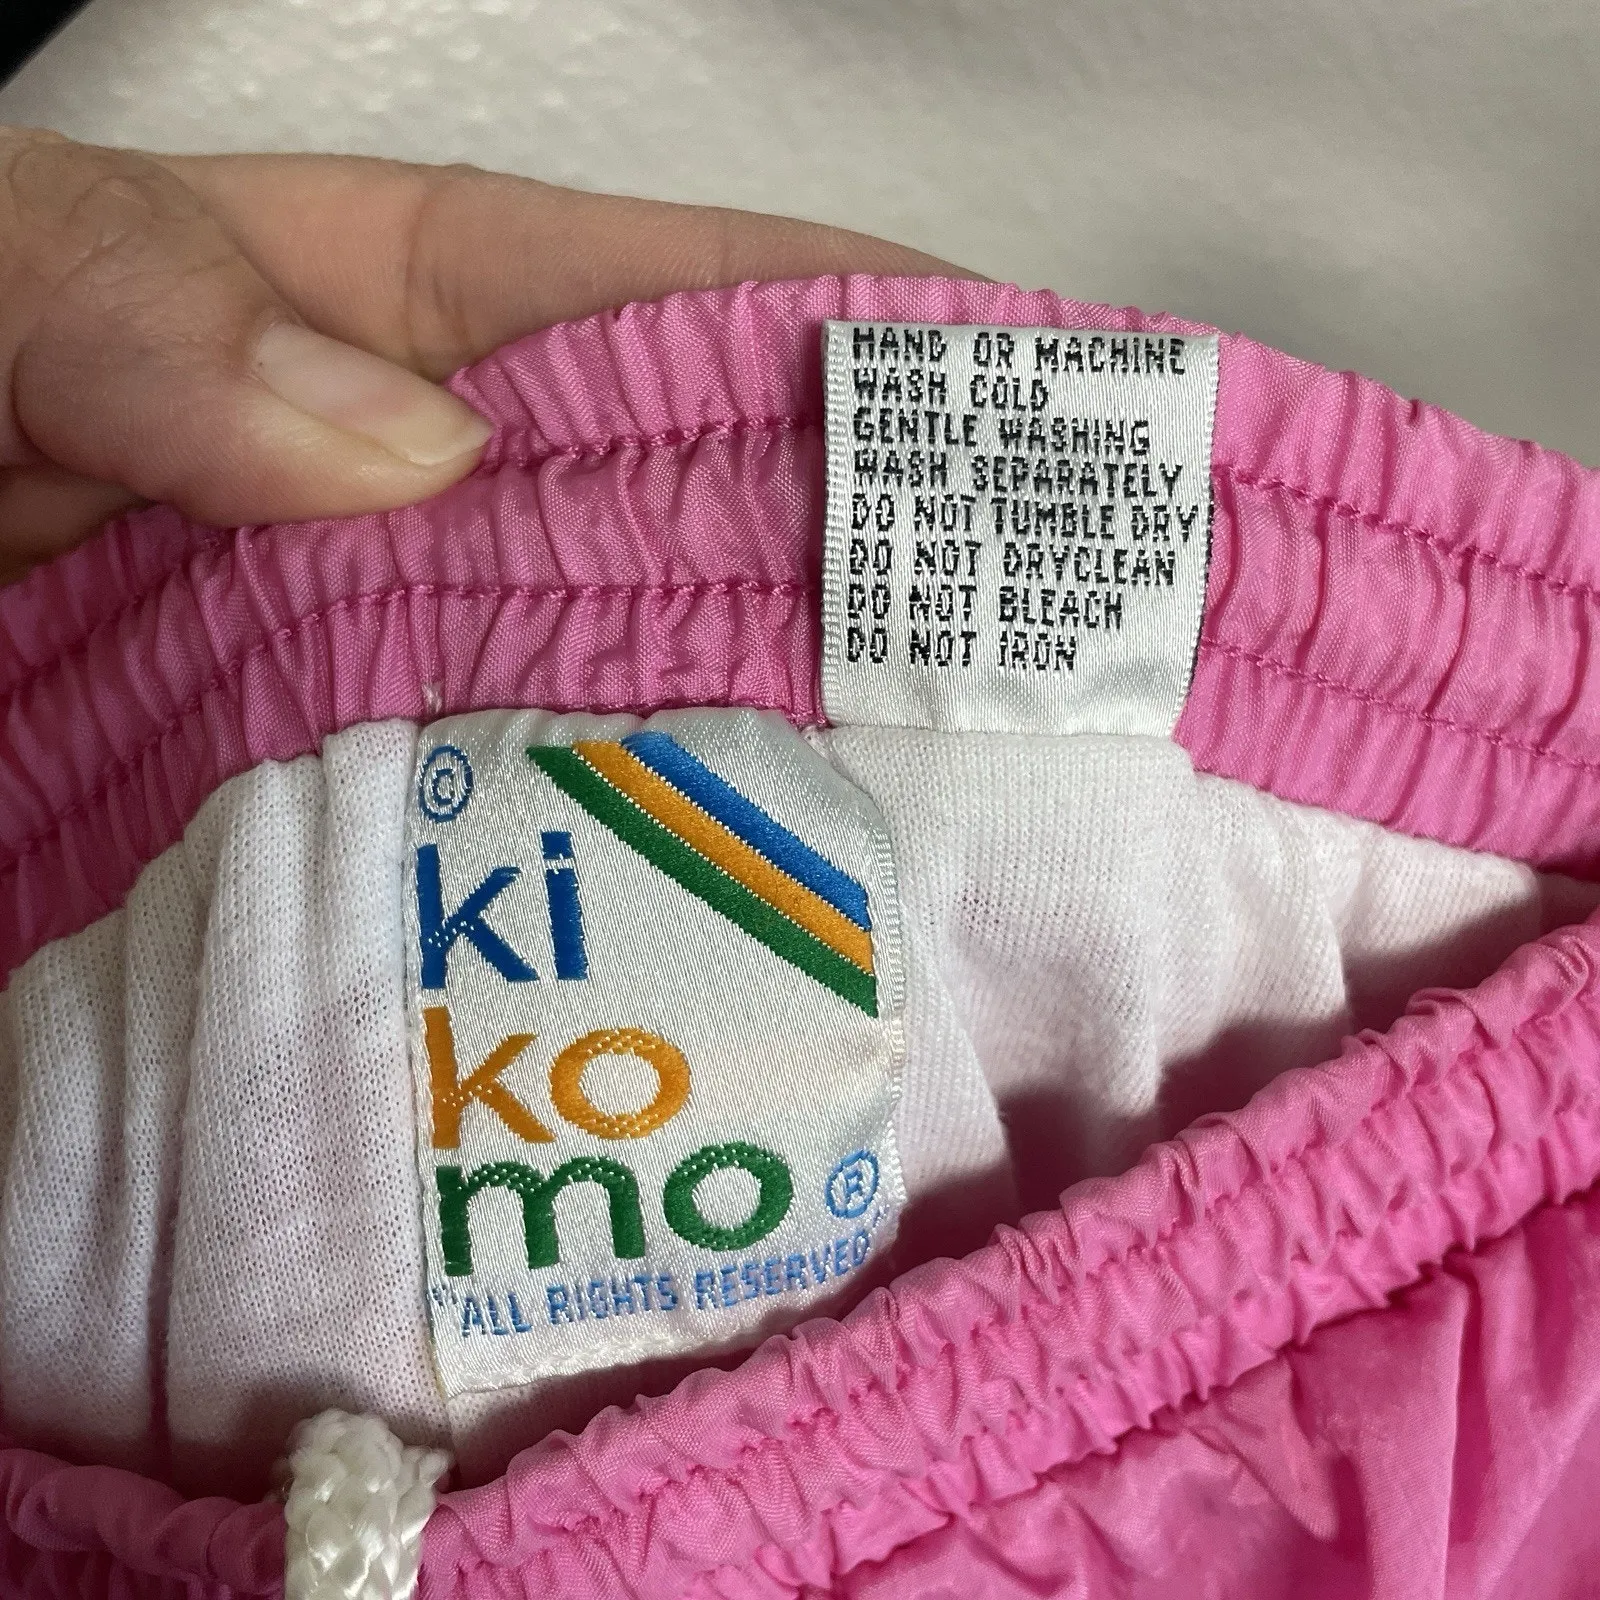 HAND OR MACHINE
WASH COLD
GENTLE WASHING
WASH SEPARATELY
DO NOT TUMBLE DRY
DO NOT DRYCLEAN
DO NOT BLEACH
DO NOT IRON
©
ki
ko
mo ®
"ALL RIGHTS RESERVED"